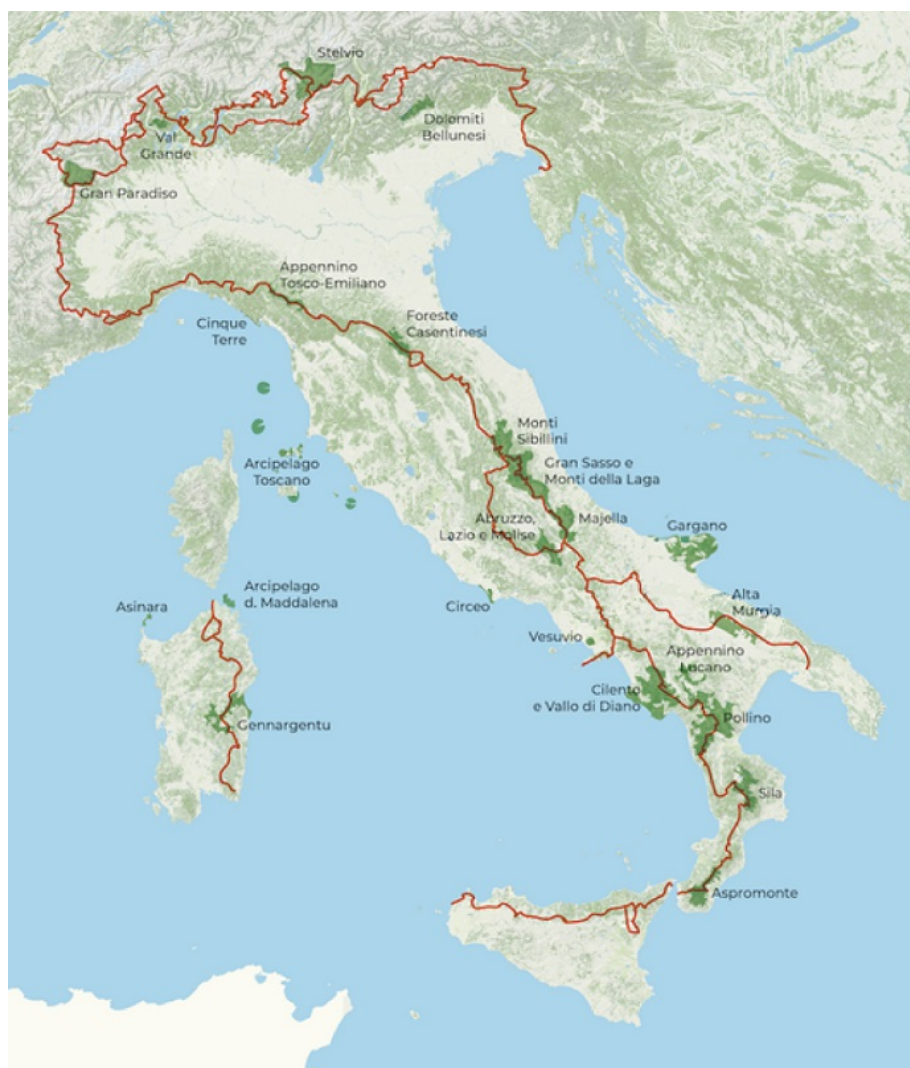 Stelvio
Dolomiti
Bellunesi
Val
Grande
Gran Paradiso
Appennino
Tosco-Emiliano
Cinque
Terre
Foreste
Casentinesi
Monti
Sibillini
Arcipelago
Toscano
Gran Sasso e
Monti della Laga
Abruzzo,
Lazio e Molise
Majella
Gargano
Asinara
Arcipelago
d. Maddalena
Circeo
Alta
Murgia
Vesuvio
Appennino
Lucano
Cilento
e Vallo di Diano
Pollino
Gennargentu
Sila
Aspromonte